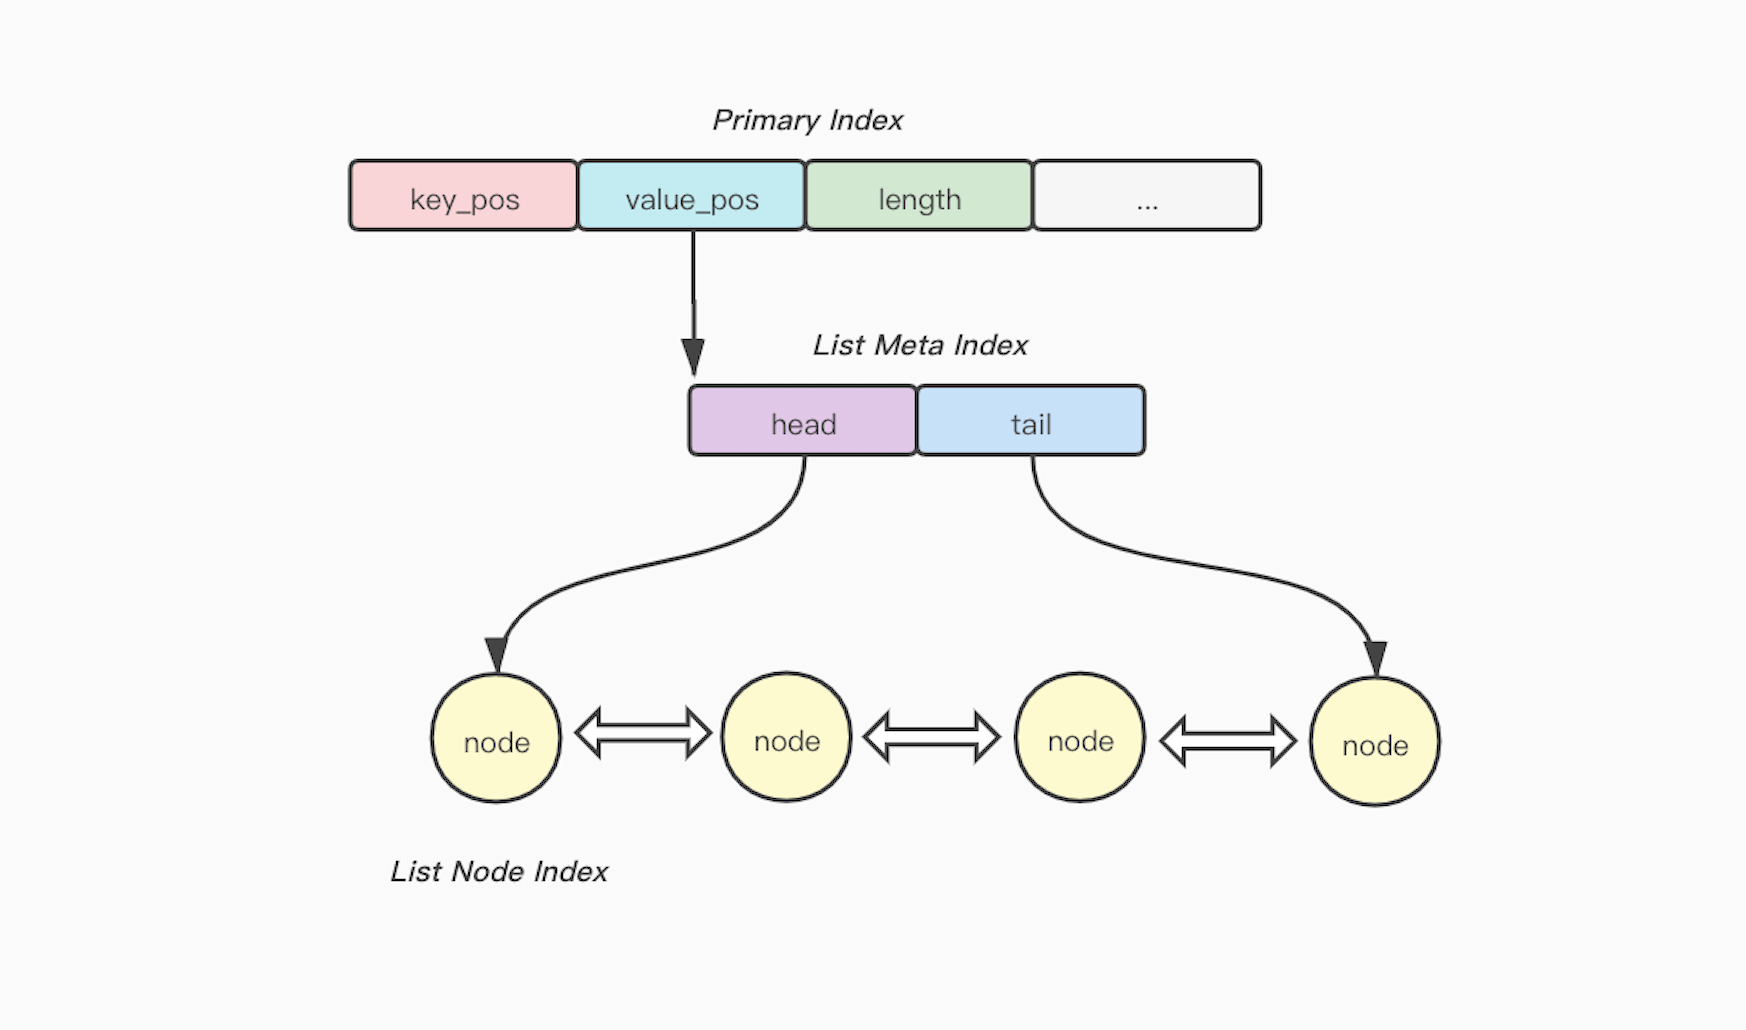 Primary Index
key_pos value_pos length ...
List Meta Index
head tail
node node node node
List Node Index